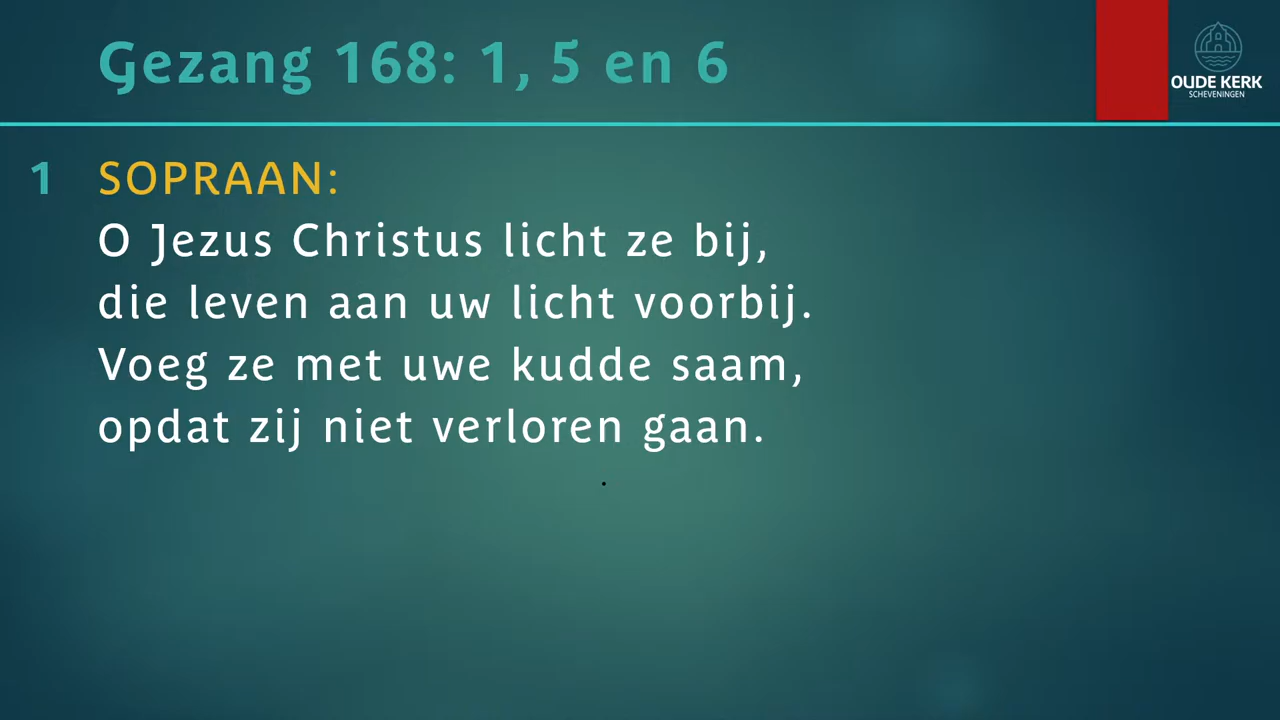 Gezang 168: 1, 5 en 6
OUDE KERK
SCHEVENINGEN
1 SOPRAAN:
O Jezus Christus licht ze bij,
die leven aan uw licht voorbij.
Voeg ze met uwe kudde saam,
opdat zij niet verloren gaan.
.